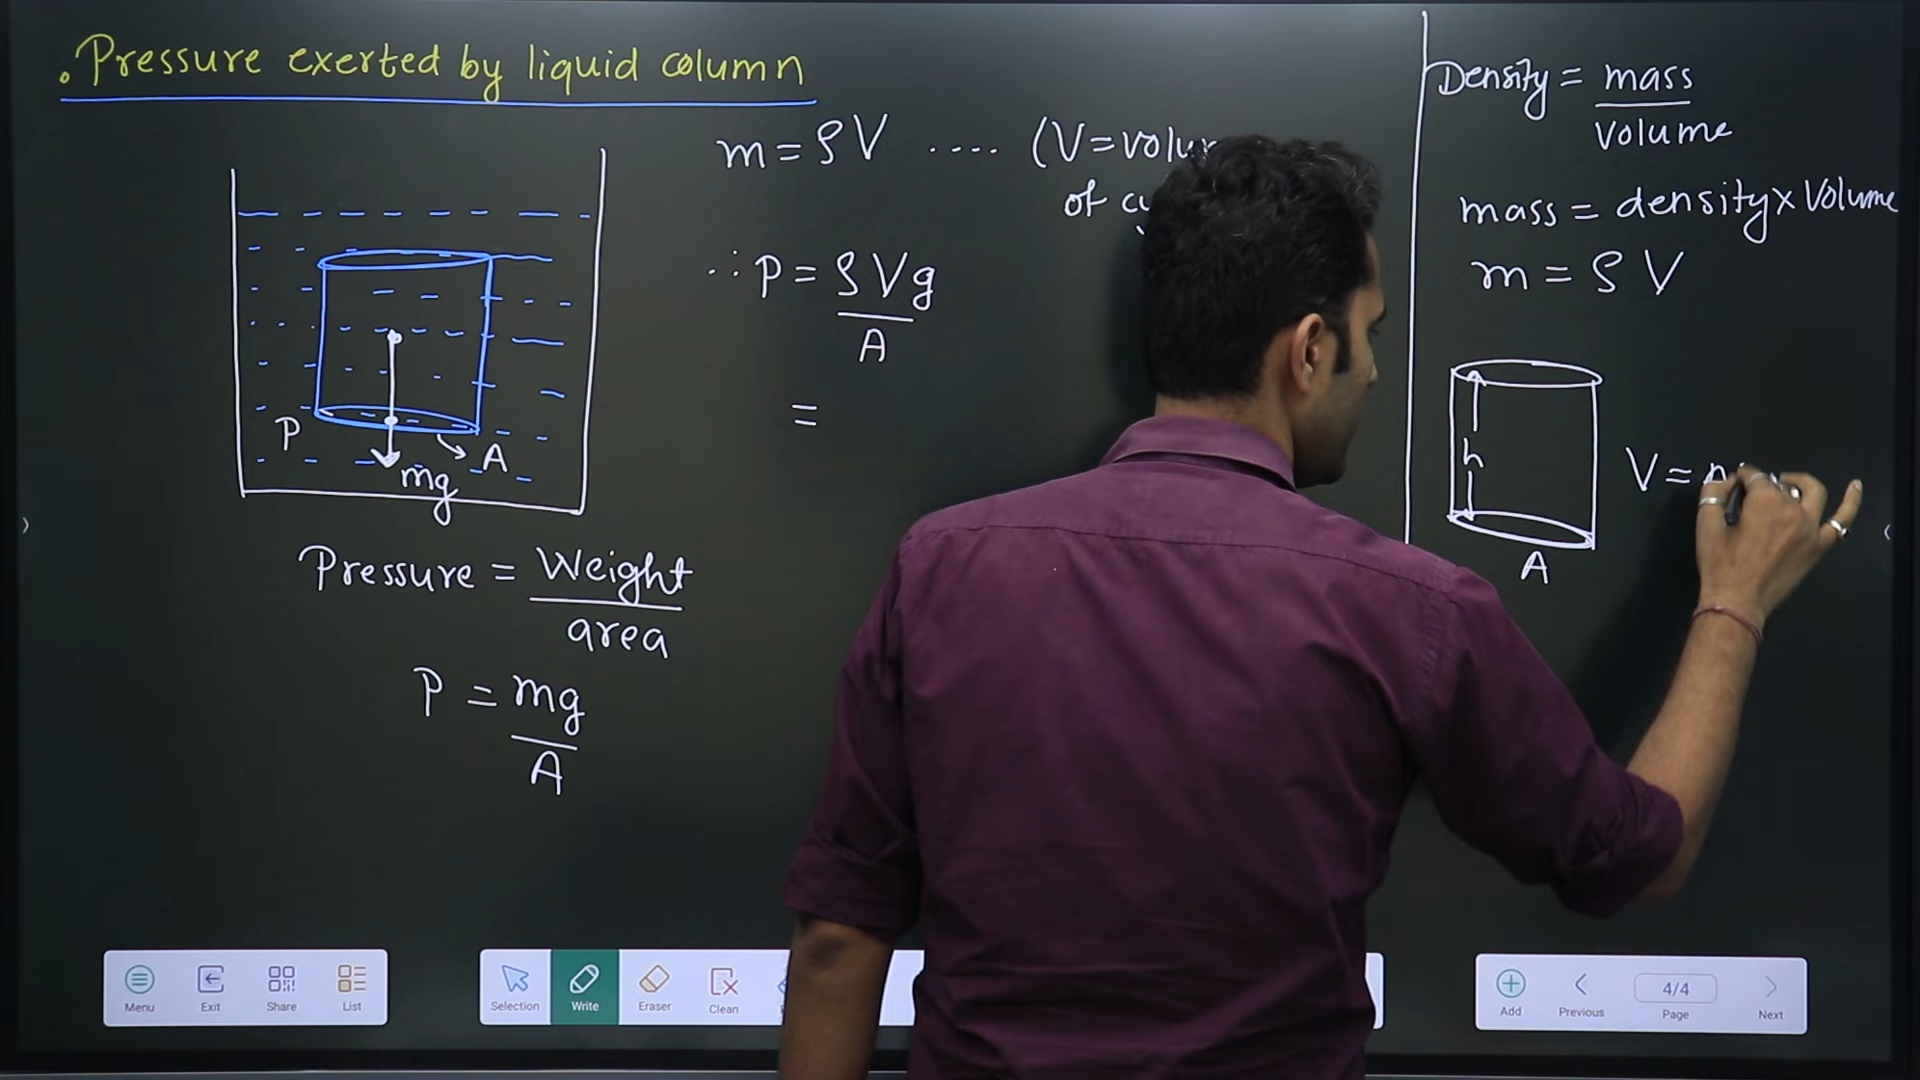 . Pressure exerted by liquid column
m = ρV .... (V = 
of
∴ P = ρVg
A
=
P
A
mg
Pressure = Weight
area
P = mg
A
Density = mass
volume
mass = density × Volume
m = ρ V
h
V =
A
Menu
Exit
Share
List
Selection
Write
Eraser
Clean
Add
Previous
4/4
Page
Next